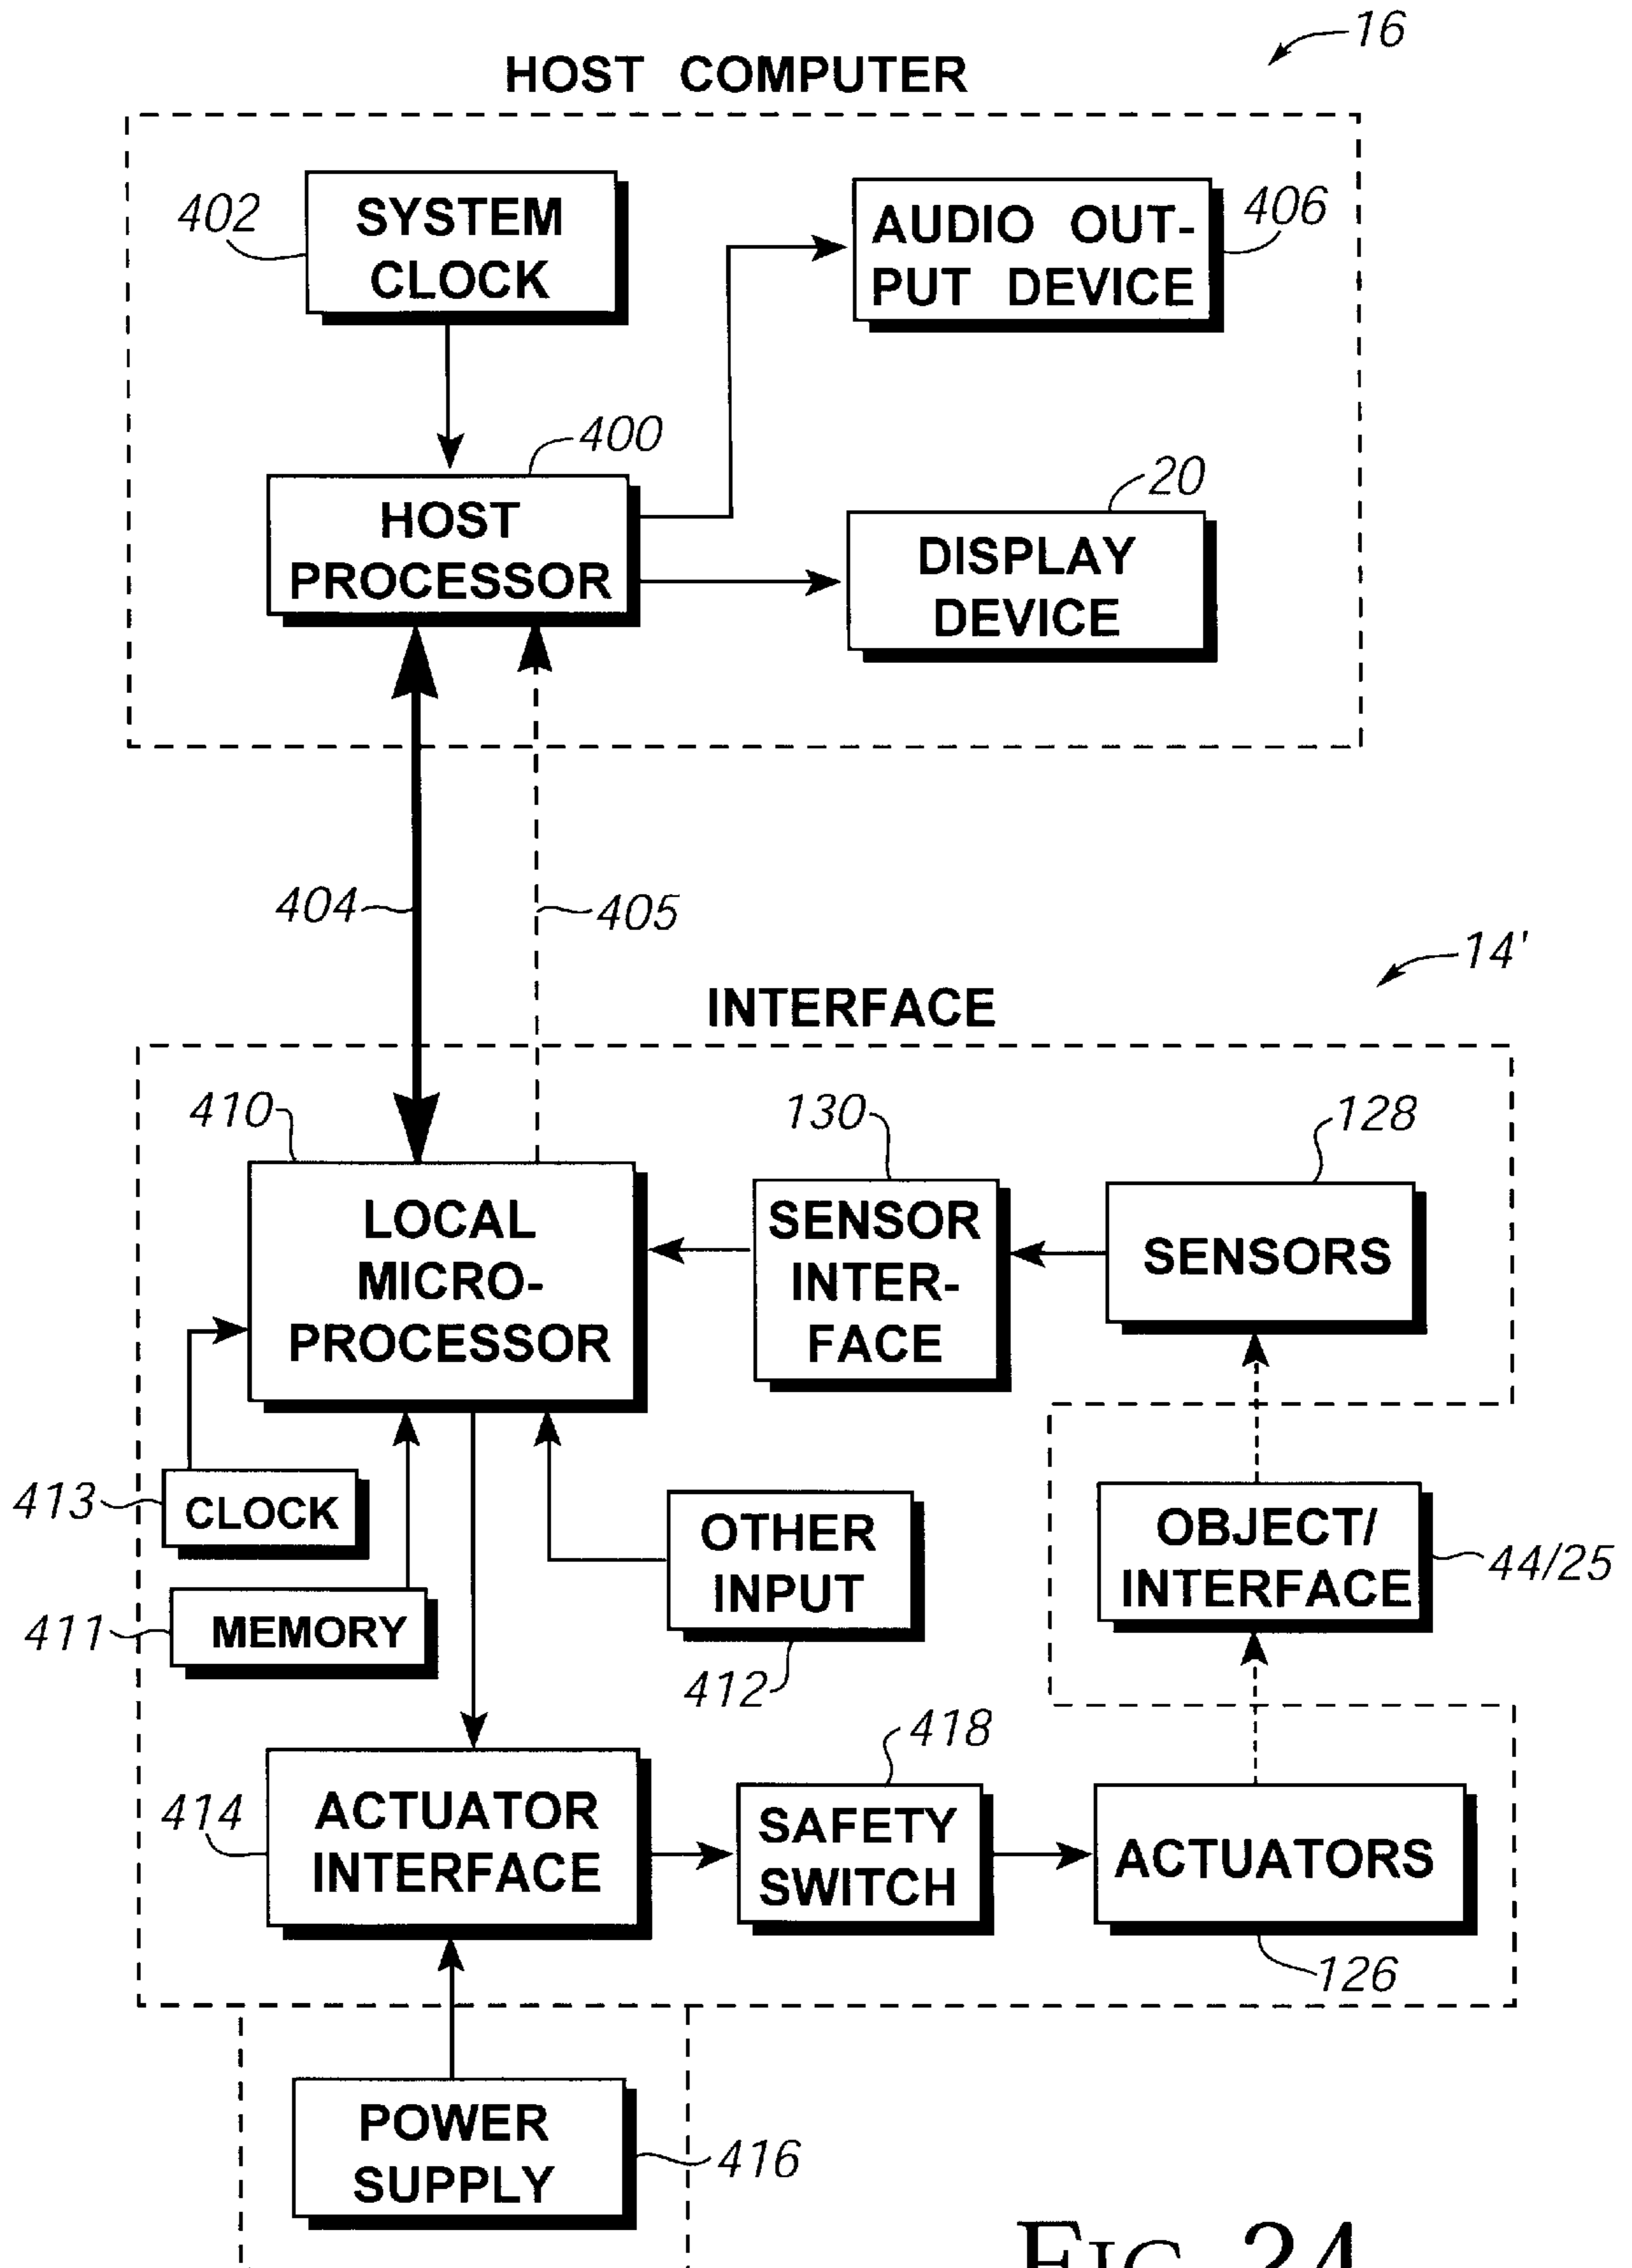 16
HOST COMPUTER
402
SYSTEM
CLOCK
AUDIO OUT-
PUT DEVICE
406
400
HOST
PROCESSOR
20
DISPLAY
DEVICE
404
405
14'
INTERFACE
410
LOCAL
MICRO-
PROCESSOR
130
SENSOR
INTER-
FACE
128
SENSORS
413
CLOCK
411
MEMORY
OTHER
INPUT
412
OBJECT/
INTERFACE
44/25
414
ACTUATOR
INTERFACE
418
SAFETY
SWITCH
ACTUATORS
126
POWER
SUPPLY
416
FIG. 24